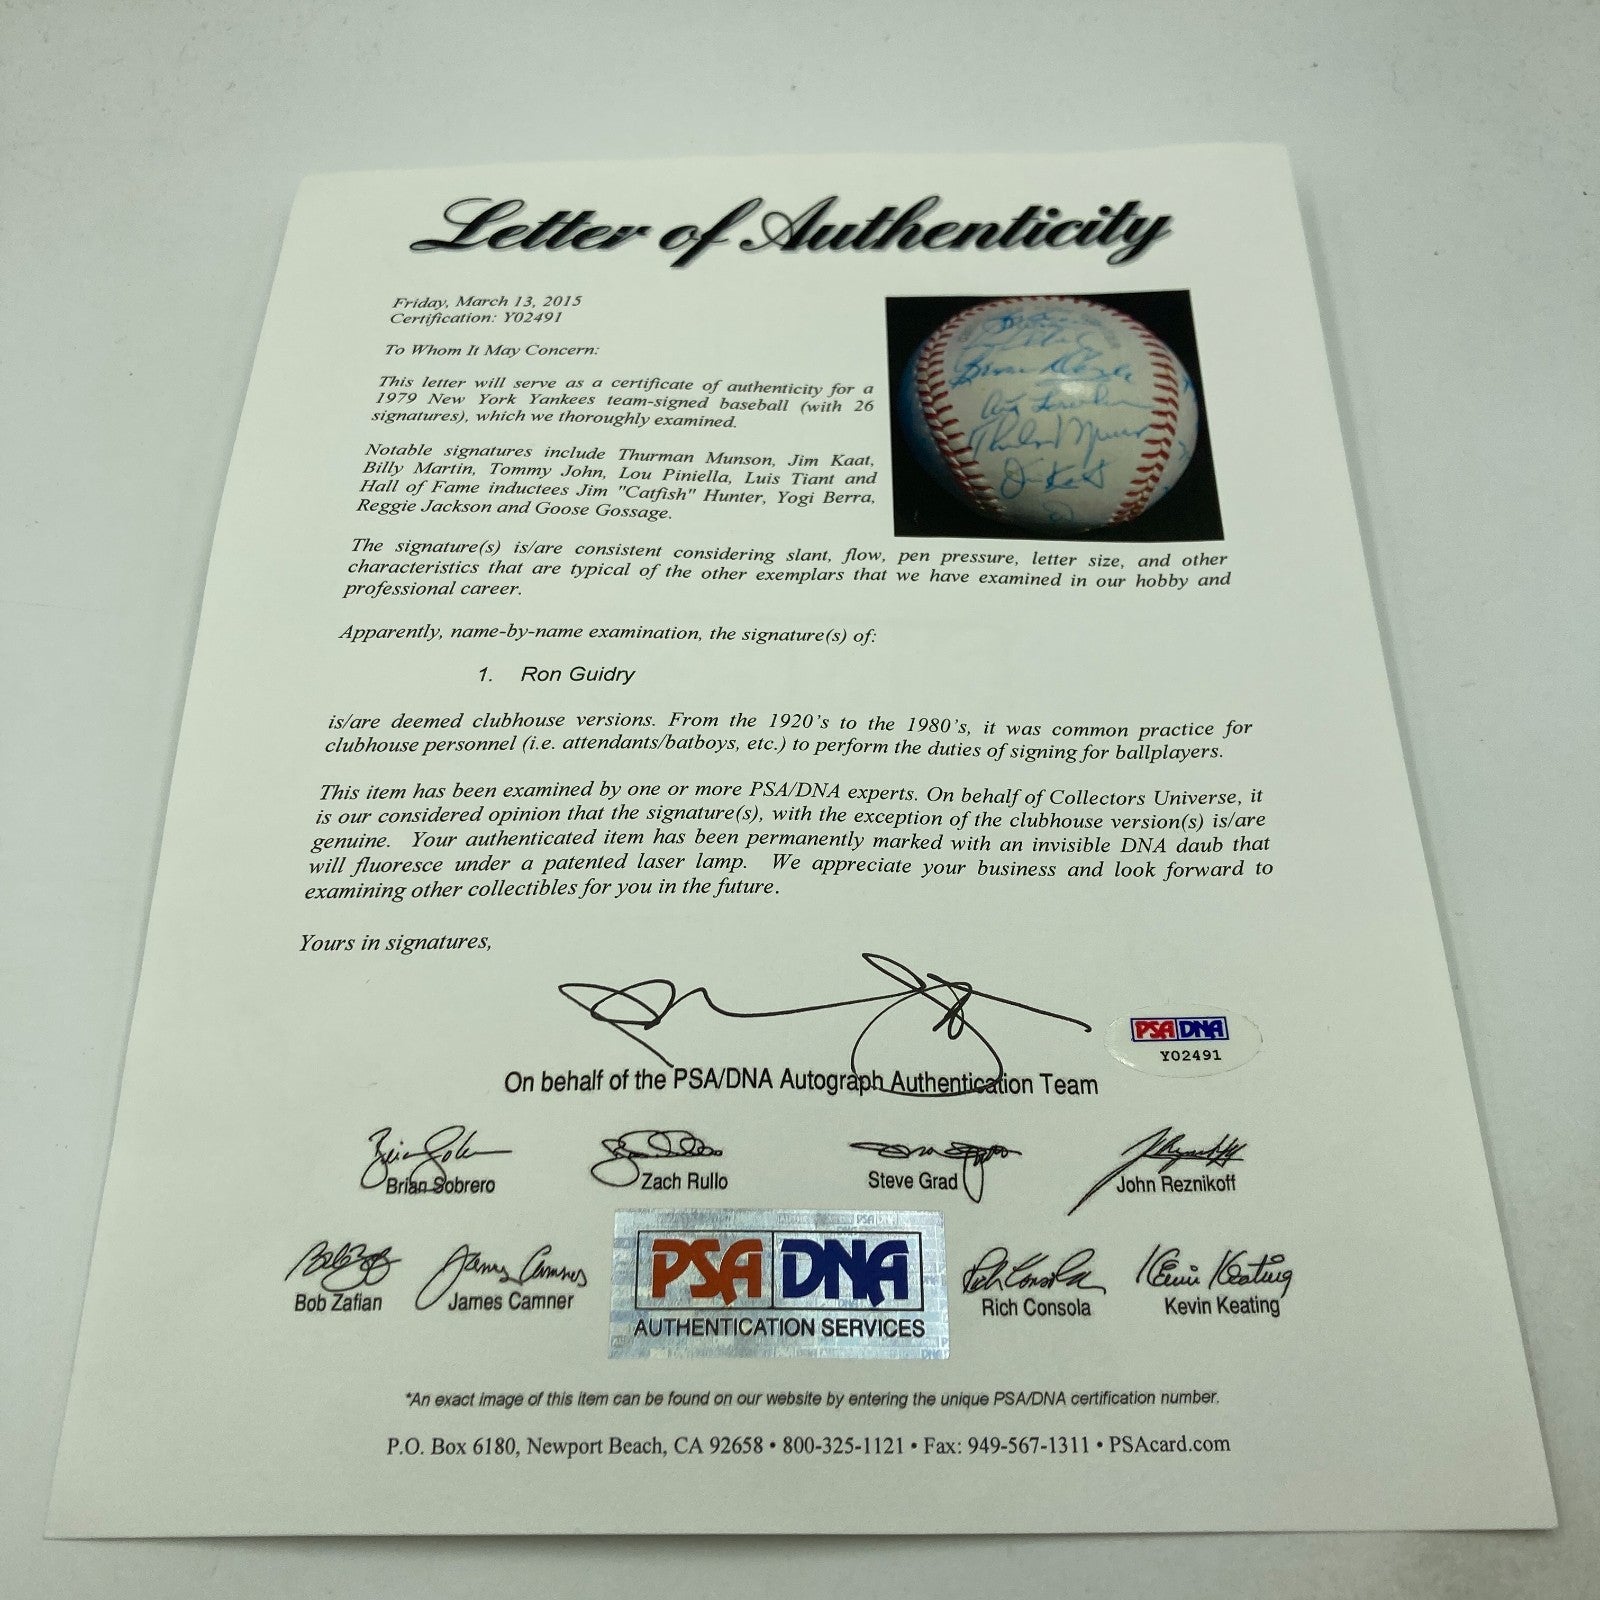 Letter of Authenticity
Friday, March 13, 2015
Certification: Y02491
To Whom It May Concern:
This letter will serve as a certificate of authenticity for a
1979 New York Yankees team-signed baseball (with 26
signatures), which we thoroughly examined.
Notable signatures include Thurman Munson, Jim Kaat,
Billy Martin, Tommy John, Lou Piniella, Luis Tiant and
Hall of Fame inductees Jim "Catfish" Hunter, Yogi Berra,
Reggie Jackson and Goose Gossage.
Jim Kaat
The signature(s) is/are consistent considering slant, flow, pen pressure, letter size, and other
characteristics that are typical of the other exemplars that we have examined in our hobby and
professional career.
Apparently, name-by-name examination, the signature(s) of:
1. Ron Guidry
is/are deemed clubhouse versions. From the 1920's to the 1980's, it was common practice for
clubhouse personnel (i.e. attendants/batboys, etc.) to perform the duties of signing for ballplayers.
This item has been examined by one or more PSA/DNA experts. On behalf of Collectors Universe, it
is our considered opinion that the signature(s), with the exception of the clubhouse version(s) is/are
genuine. Your authenticated item has been permanently marked with an invisible DNA daub that
will fluoresce under a patented laser lamp. We appreciate your business and look forward to
examining other collectibles for you in the future.
Yours in signatures,
PSA DNA
Y02491
On behalf of the PSA/DNA Autograph Authentication Team
Brian Sobrero Zach Rullo Steve Grad John Reznikoff
Bob Zafian James Camner Rich Consola Kevin Keating
PSA DNA
AUTHENTICATION SERVICES
*An exact image of this item can be found on our website by entering the unique PSA/DNA certification number.
P.O. Box 6180, Newport Beach, CA 92658 • 800-325-1121 • Fax: 949-567-1311 • PSAcard.com